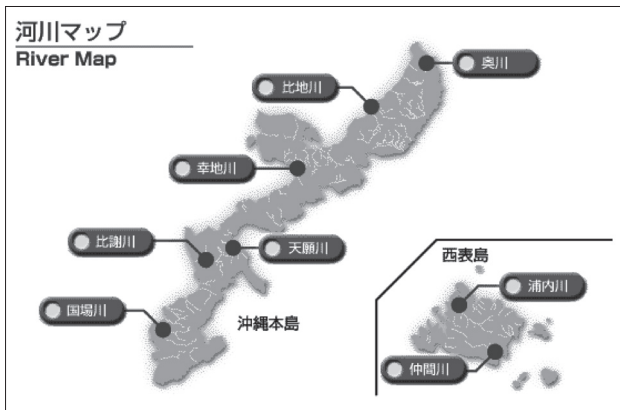 河川マップ
River Map
奥川
比地川
幸地川
比謝川
天願川
国場川
沖縄本島
西表島
浦内川
仲間川